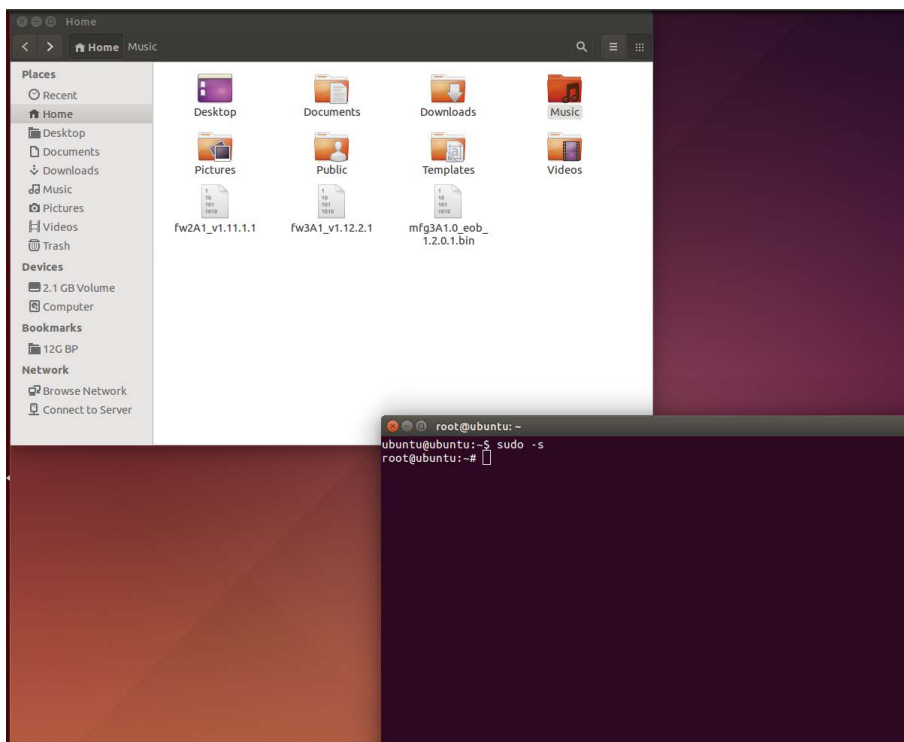 Home
Home Music
Places
Recent
Home
Desktop
Documents
Downloads
Music
Pictures
Videos
Trash
Devices
2.1 GB Volume
Computer
Bookmarks
12G BP
Network
Browse Network
Connect to Server
Desktop Documents Downloads Music
Pictures Public Templates Videos
fw2A1_v1.11.1.1 fw3A1_v1.12.2.1 mfg3A1.0_eob_
1.2.0.1.bin
root@ubuntu: ~
ubuntu@ubuntu:~$ sudo -s
root@ubuntu:~#